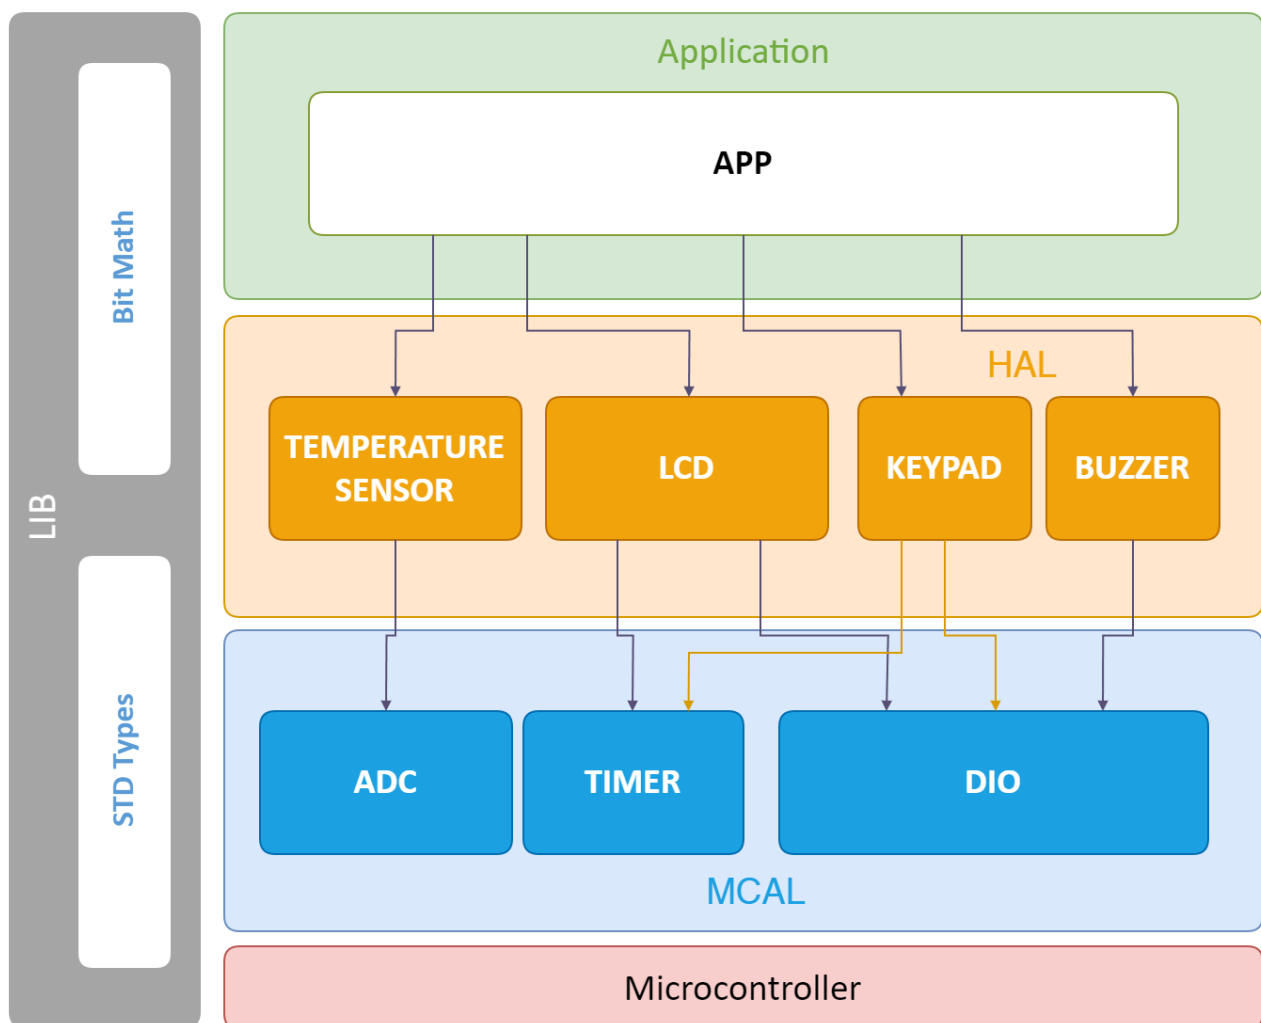 LIB
Bit Math
STD Types
Application
APP
HAL
TEMPERATURE
SENSOR
LCD
KEYPAD
BUZZER
ADC
TIMER
DIO
MCAL
Microcontroller